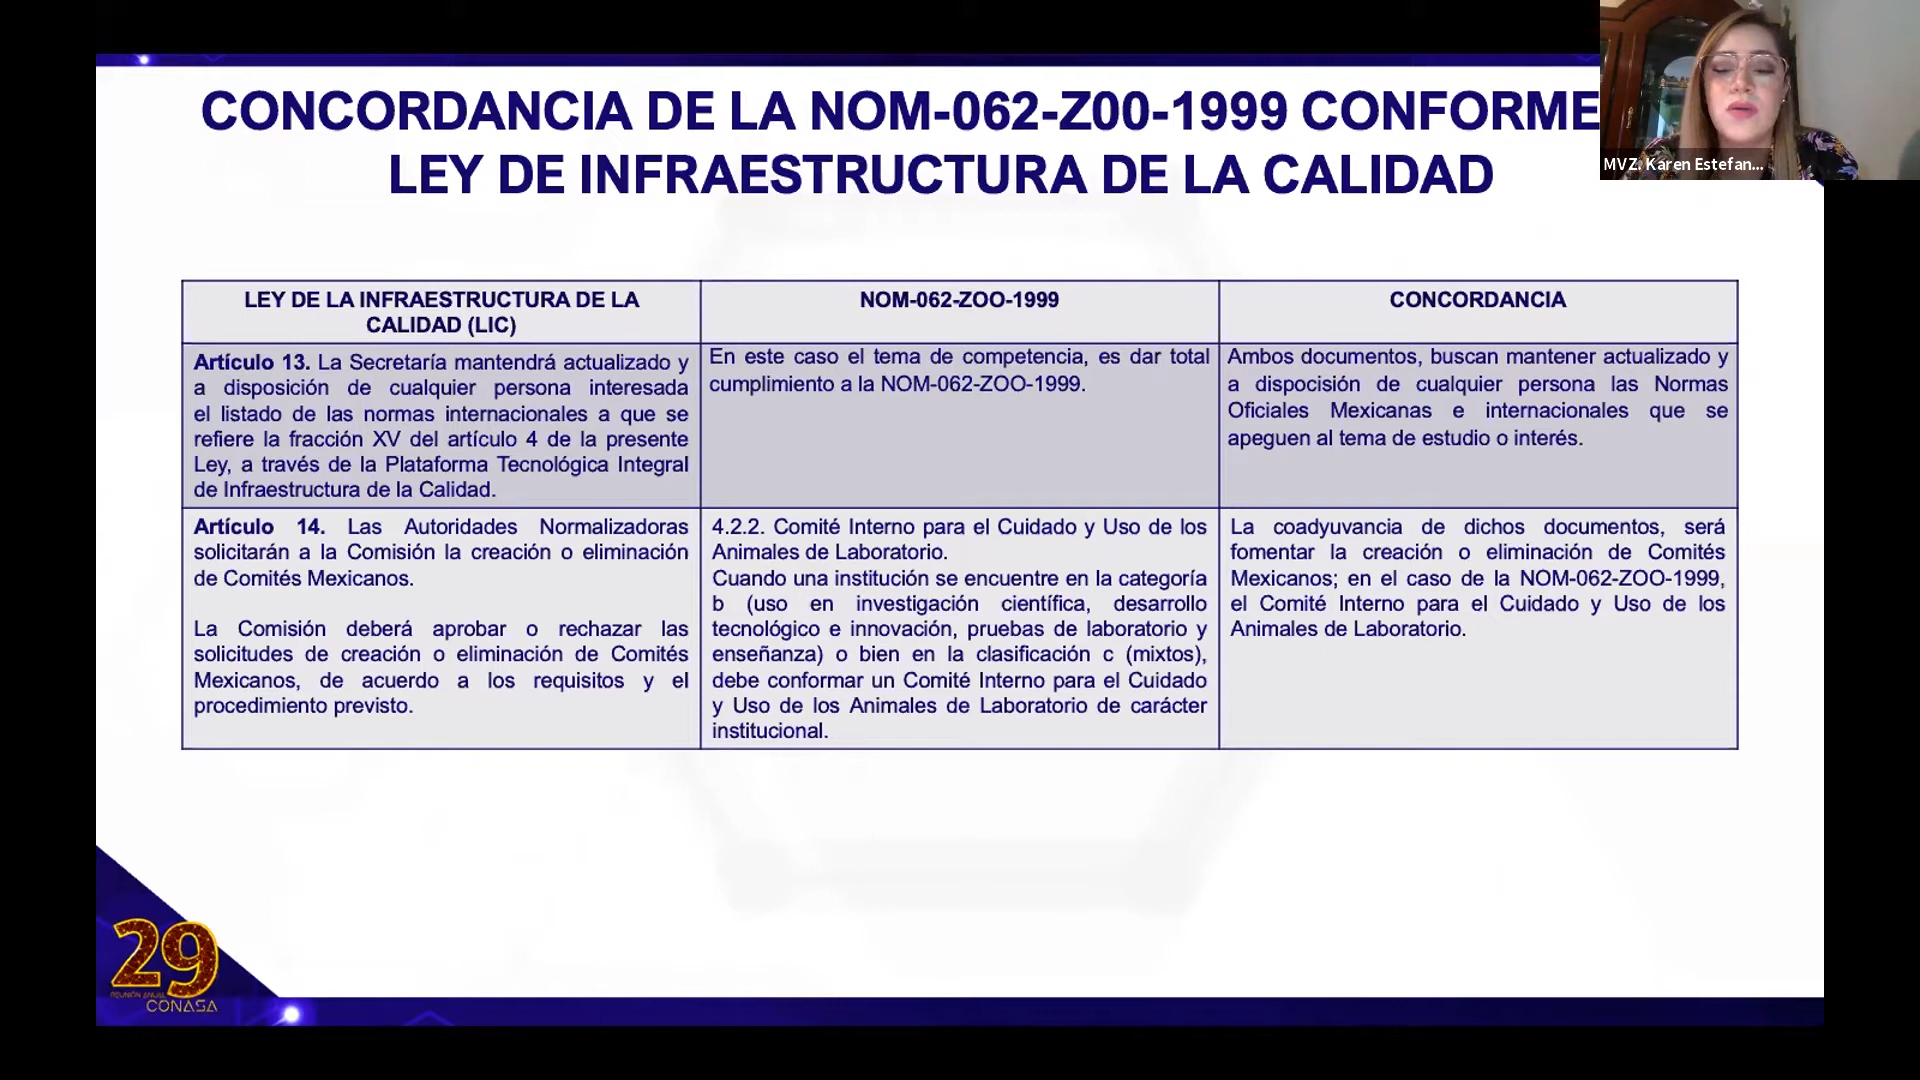 CONCORDANCIA DE LA NOM-062-Z00-1999 CONFORME
LEY DE INFRAESTRUCTURA DE LA CALIDAD
MVZ. Karen Estefan...
LEY DE LA INFRAESTRUCTURA DE LA
CALIDAD (LIC)
NOM-062-ZOO-1999
CONCORDANCIA
Artículo 13. La Secretaría mantendrá actualizado y
a disposición de cualquier persona interesada
el listado de las normas internacionales a que se
refiere la fracción XV del artículo 4 de la presente
Ley, a través de la Plataforma Tecnológica Integral
de Infraestructura de la Calidad.
En este caso el tema de competencia, es dar total
cumplimiento a la NOM-062-ZOO-1999.
Ambos documentos, buscan mantener actualizado y
a dispocisión de cualquier persona las Normas
Oficiales Mexicanas e internacionales que se
apeguen al tema de estudio o interés.
Artículo 14. Las Autoridades Normalizadoras
solicitarán a la Comisión la creación o eliminación
de Comités Mexicanos.
La Comisión deberá aprobar o rechazar las
solicitudes de creación o eliminación de Comités
Mexicanos, de acuerdo a los requisitos y el
procedimiento previsto.
4.2.2. Comité Interno para el Cuidado y Uso de los
Animales de Laboratorio.
Cuando una institución se encuentre en la categoría
b (uso en investigación científica, desarrollo
tecnológico e innovación, pruebas de laboratorio y
enseñanza) o bien en la clasificación c (mixtos),
debe conformar un Comité Interno para el Cuidado
y Uso de los Animales de Laboratorio de carácter
institucional.
La coadyuvancia de dichos documentos, será
fomentar la creación o eliminación de Comités
Mexicanos; en el caso de la NOM-062-ZOO-1999,
el Comité Interno para el Cuidado y Uso de los
Animales de Laboratorio.
29
REUNIÓN ANUAL
CONASA